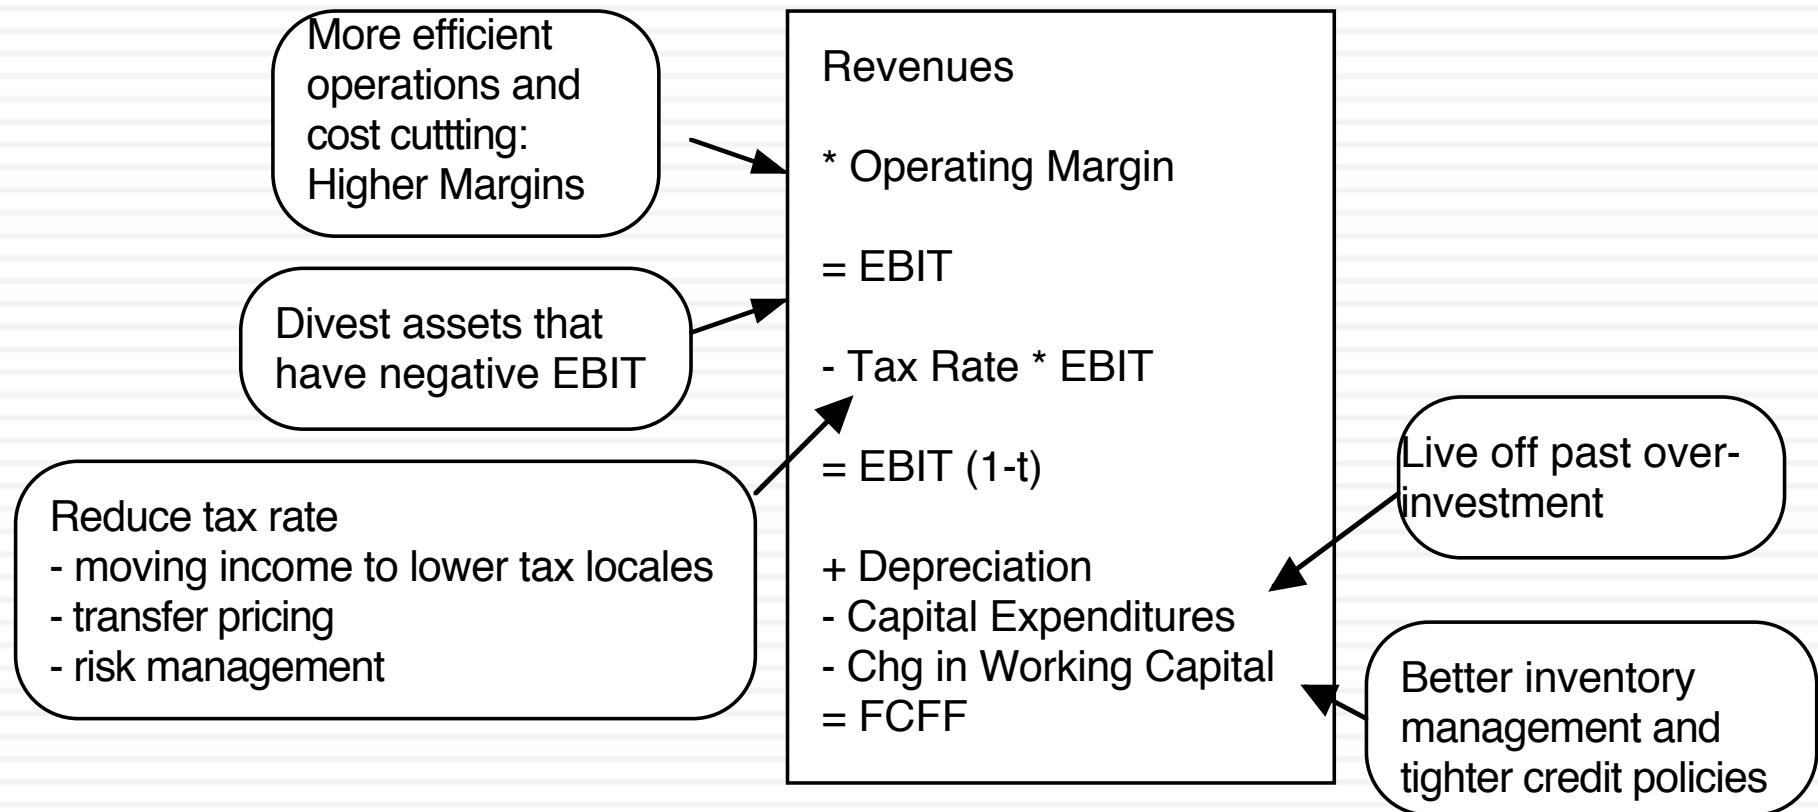 More efficient
operations and
cost cuttting:
Higher Margins
Divest assets that
have negative EBIT
Reduce tax rate
- moving income to lower tax locales
- transfer pricing
- risk management
Revenues
* Operating Margin
= EBIT
- Tax Rate * EBIT
= EBIT (1-t)
+ Depreciation
- Capital Expenditures
- Chg in Working Capital
= FCFF
Live off past over-
investment
Better inventory
management and
tighter credit policies